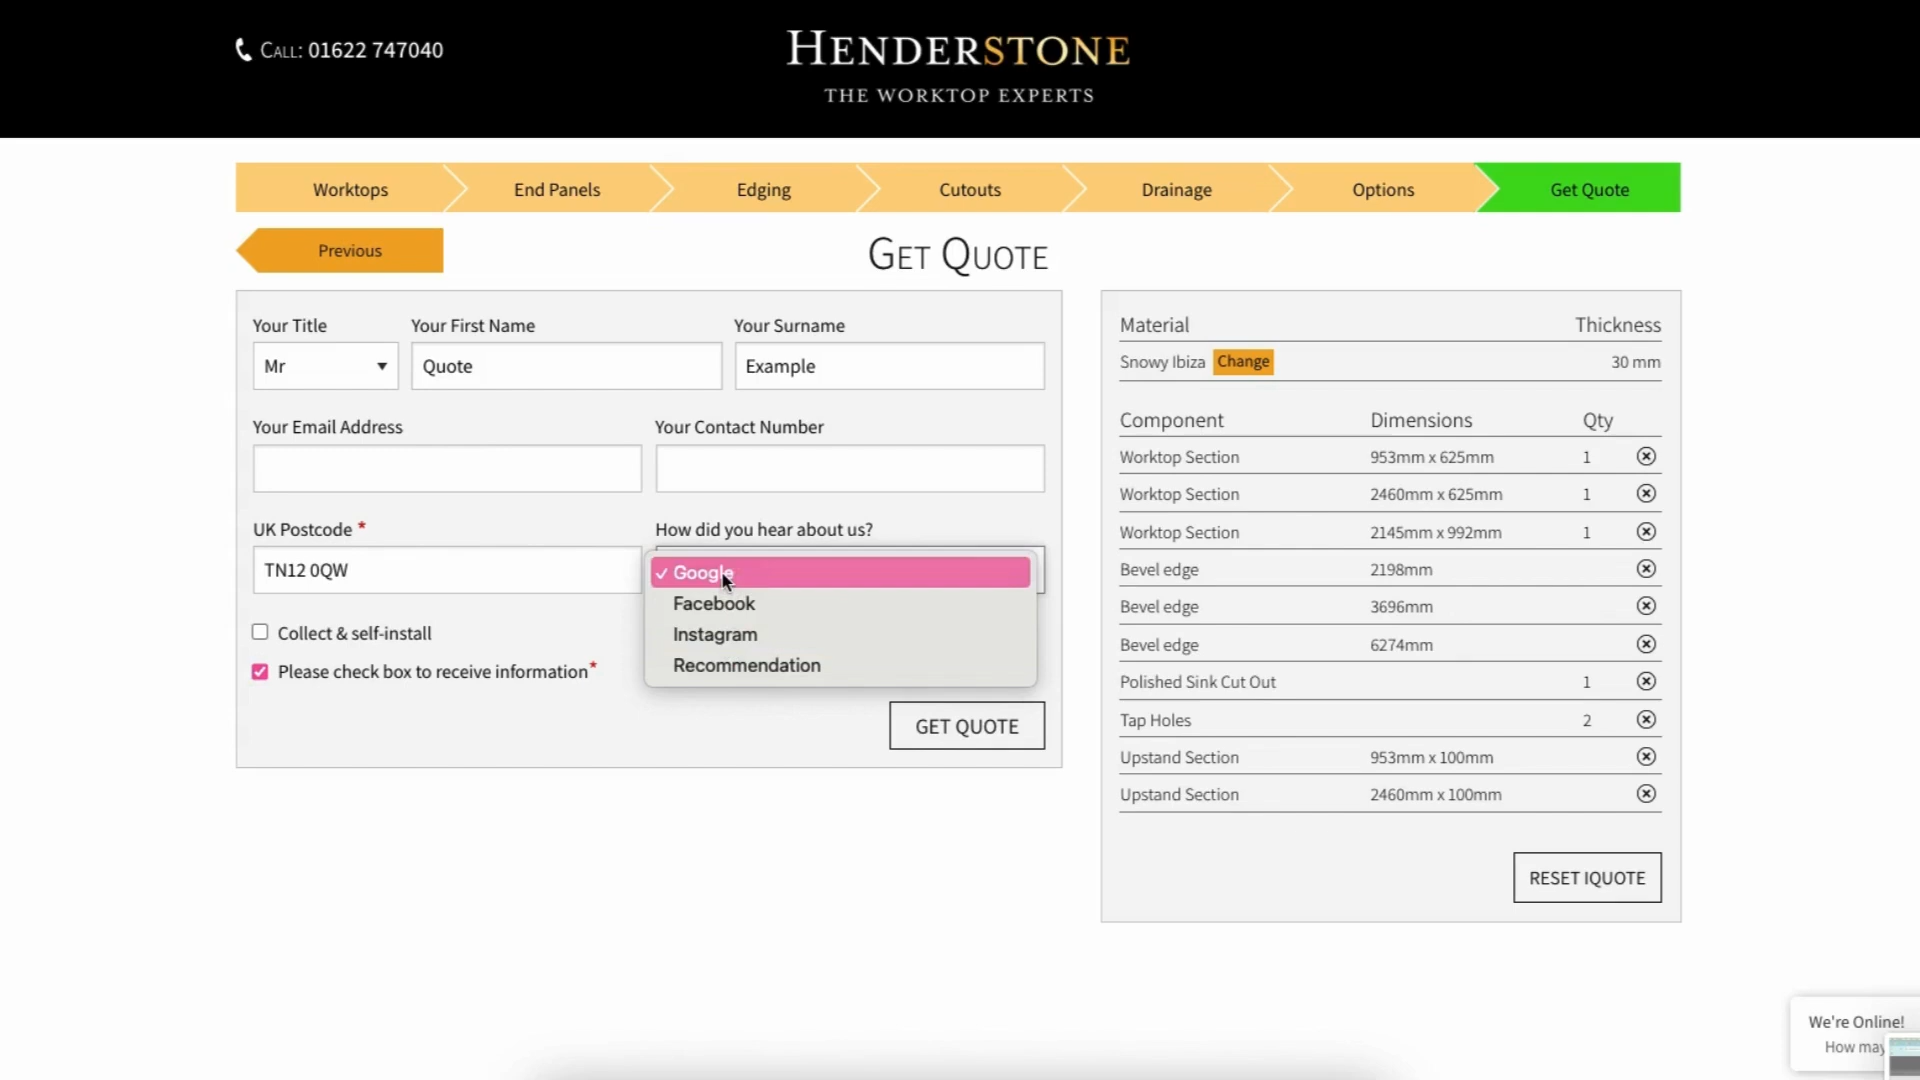 CALL: 01622 747040
HENDERSTONE
THE WORKTOP EXPERTS
Worktops
End Panels
Edging
Cutouts
Drainage
Options
Get Quote
Previous
GET QUOTE
Your Title
Your First Name
Your Surname
Mr
Quote
Example
Your Email Address
Your Contact Number
UK Postcode *
How did you hear about us?
TN12 0QW
✓ Google
Facebook
Instagram
Recommendation
Collect & self-install
Please check box to receive information*
GET QUOTE
Material Thickness
Snowy Ibiza Change 30 mm
Component Dimensions Qty
Worktop Section 953mm x 625mm 1
Worktop Section 2460mm x 625mm 1
Worktop Section 2145mm x 992mm 1
Bevel edge 2198mm
Bevel edge 3696mm
Bevel edge 6274mm
Polished Sink Cut Out 1
Tap Holes 2
Upstand Section 953mm x 100mm
Upstand Section 2460mm x 100mm
RESET IQUOTE
We're Online!
How may